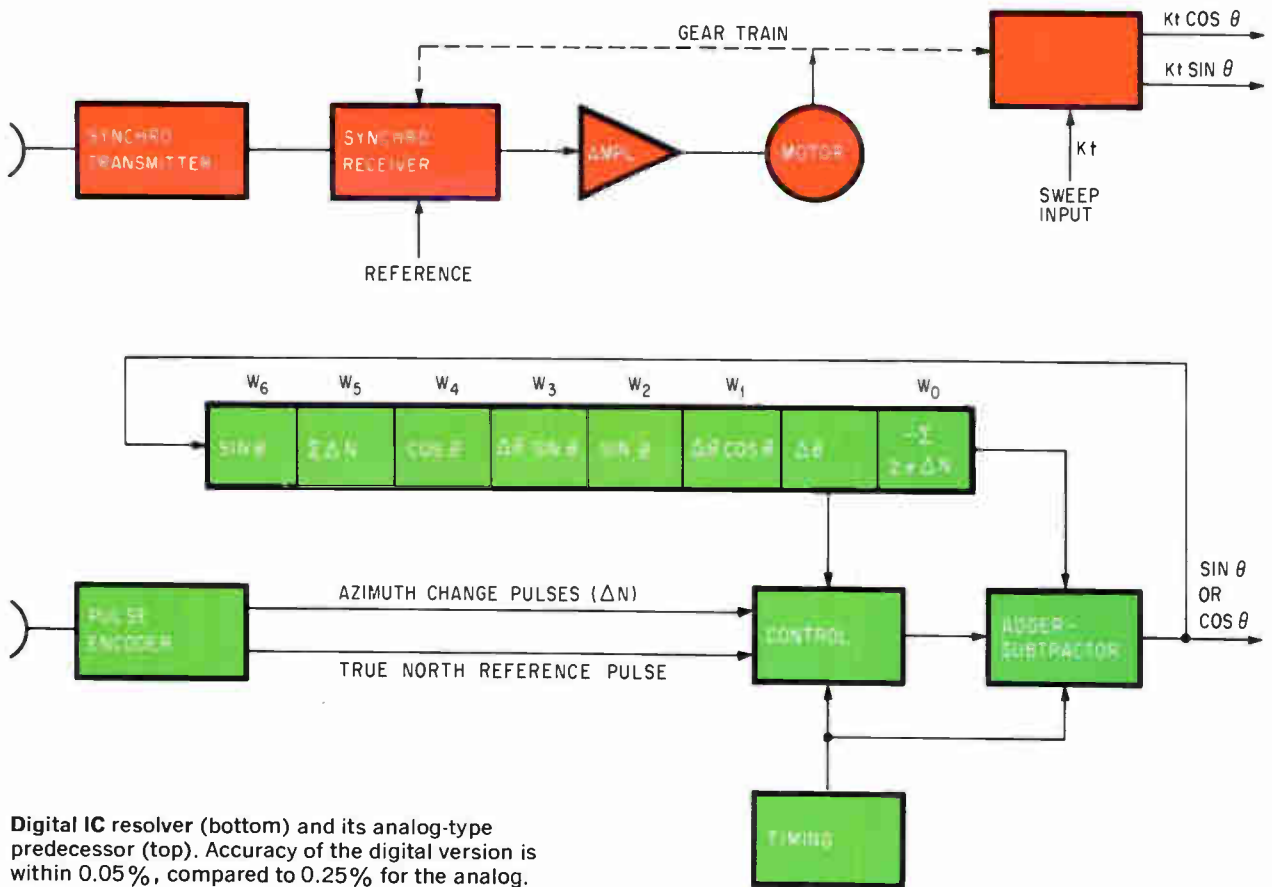 Kt COS θ
GEAR TRAIN
Kt SIN θ
SYNCHRO
TRANSMITTER
SYNCHRO
RECEIVER
AMPL
MOTOR
Kt
SWEEP
INPUT
REFERENCE
W6 W5 W4 W3 W2 W1 W0
SIN θ ΣΔN COS θ Δθ SIN θ SIN θ Δθ COS θ Δθ -Σ
2πΔN
AZIMUTH CHANGE PULSES (ΔN)
SIN θ
OR
COS θ
PULSE
ENCODER
CONTROL
ADDER-
SUBTRACTOR
TRUE NORTH REFERENCE PULSE
TIMING
Digital IC resolver (bottom) and its analog-type
predecessor (top). Accuracy of the digital version is
within 0.05%, compared to 0.25% for the analog.